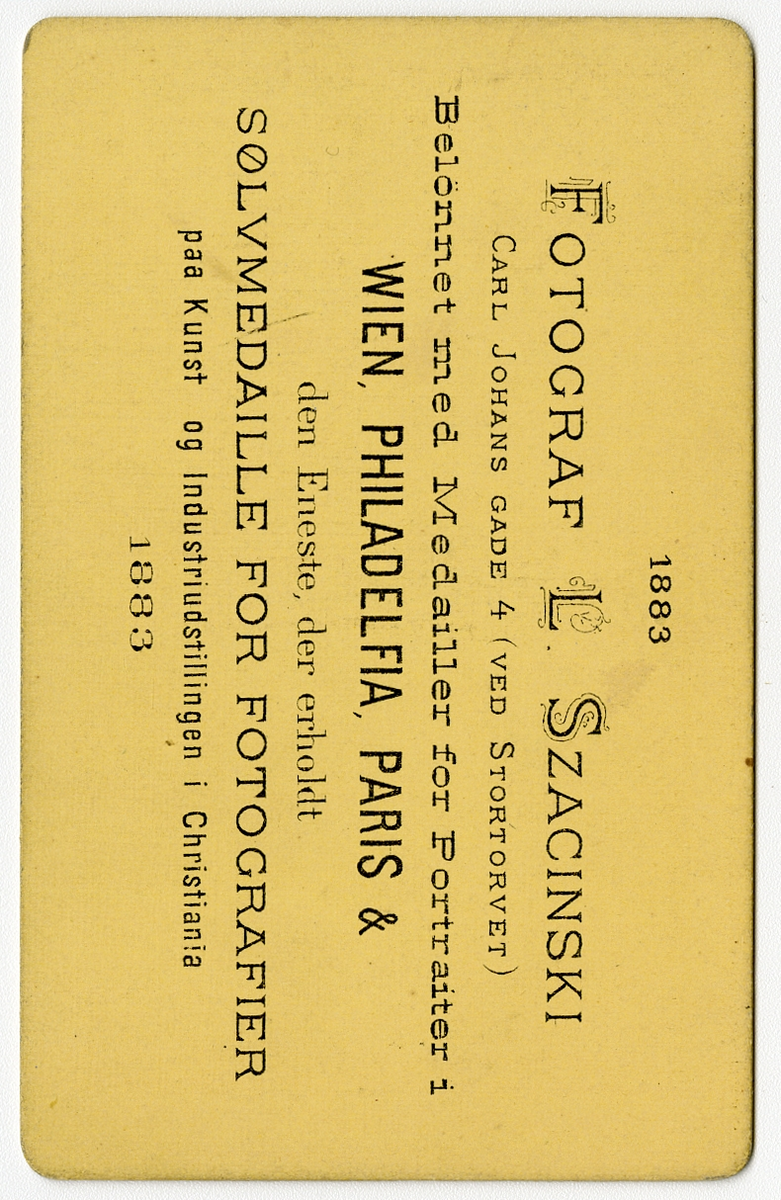 1883
FOTOGRAF L. SZACINSKI
CARL JOHANS GADE 4 (VED STORTORVET)
Belönnet med Medailler for Portraiter i
WIEN, PHILADELFIA, PARIS &
den Eneste, der erholdt
SØLVMEDAILLE FOR FOTOGRAFIER
paa Kunst og Industriudstillingen i Christiania
1883